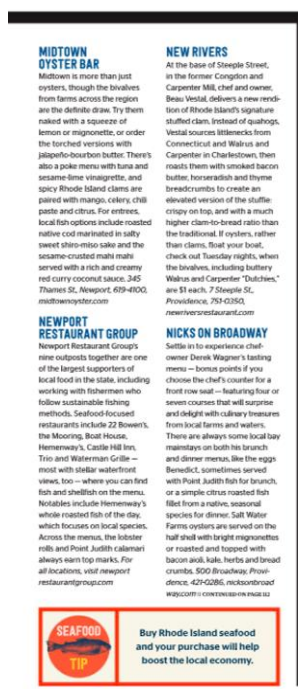 MIDTOWN
OYSTER BAR
Midtown is more than just
oysters, though the bivalves
from farms across the region
are the definite draw. Try them
naked with a squeeze of
lemon or mignonette, or order
the torched versions with
jalapeño-bourbon butter. There's
also a poke menu with tuna and
sesame-lime vinaigrette, and
spicy Rhode Island clams are
paired with mango, celery, chili
paste and citrus. For entrees,
local fish options include roasted
native cod marinated in salty
sweet shiro-miso sake and the
sesame-crusted mahi mahi
served with a rich and creamy
red curry coconut sauce. 345
Thames St., Newport, 619-4100,
midtownoyster.com
NEWPORT
RESTAURANT GROUP
Newport Restaurant Group's
nine outposts together are one
of the largest supporters of
local food in the state, including
working with fishermen who
follow sustainable fishing
methods. Seafood-focused
restaurants include 22 Bowen's,
the Mooring, Boat House,
Hemenway's, Castle Hill Inn,
Trio and Waterman Grille —
most with stellar waterfront
views, too — where you can find
fish and shellfish on the menu.
Notables include Hemenway's
whole roasted fish of the day,
which focuses on local species.
Across the menus, the lobster
rolls and Point Judith calamari
always earn top marks. For
all locations, visit newport
restaurantgroup.com
NEW RIVERS
At the base of Steeple Street,
in the former Congdon and
Carpenter Mill, chef and owner,
Beau Vestal, delivers a new rendi-
tion of Rhode Island's signature
stuffed clam. Instead of quahogs,
Vestal sources littlenecks from
Connecticut and Walrus and
Carpenter in Charlestown, then
roasts them with smoked bacon
butter, horseradish and thyme
breadcrumbs to create an
elevated version of the stuffie:
crispy on top, and with a much
higher clam-to-bread ratio than
the traditional. If oysters, rather
than clams, float your boat,
check out Tuesday nights, when
the bivalves, including buttery
Walrus and Carpenter "Dutchies,"
are $1 each. 7 Steeple St.,
Providence, 751-0350,
newriversrestaurant.com
NICKS ON BROADWAY
Settle in to experience chef-
owner Derek Wagner's tasting
menu — bonus points if you
choose the chef's counter for a
front row seat — featuring four or
seven courses that will surprise
and delight with culinary treasures
from local farms and waters.
There are always some local bay
mainstays on both his brunch
and dinner menus, like the eggs
Benedict, sometimes served
with Point Judith fish for brunch,
or a simple citrus roasted fish
fillet from a native, seasonal
species for dinner. Salt Water
Farms oysters are served on the
half shell with bright mignonettes
or roasted and topped with
bacon aioli, kale, herbs and bread
crumbs. 500 Broadway, Provi-
dence, 421-0286, nicksonbroad
way.com CONTINUED ON PAGE 112
SEAFOOD
TIP
Buy Rhode Island seafood
and your purchase will help
boost the local economy.